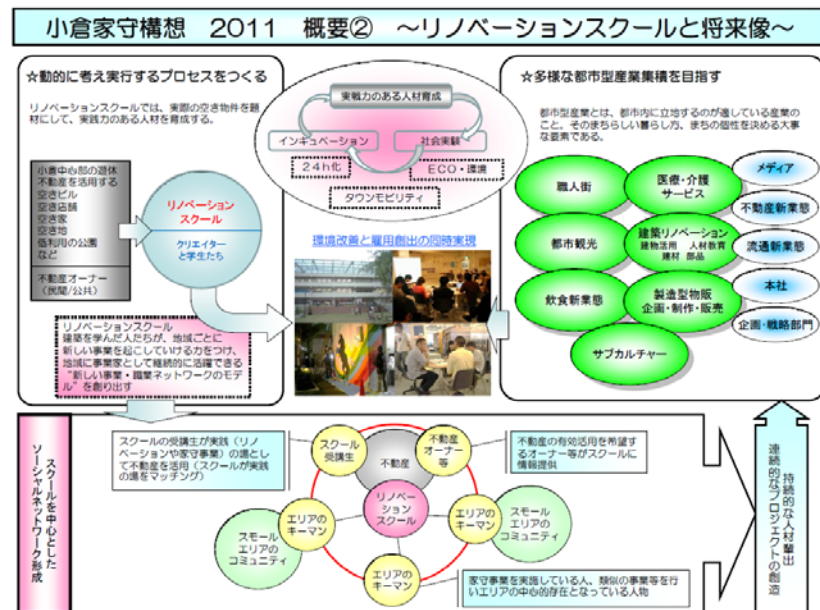 小倉家守構想　2011　概要②　～リノベーションスクールと将来像～
☆動的に考え実行するプロセスをつくる
リノベーションスクールでは、実際の空き物件を題
材にして、実践力のある人材を育成する。
小倉中心部の遊休
不動産を活用する
空きビル
空き店舗
空き家
空き地
低利用の公園
など
不動産オーナー
（民間/公共）
リノベーション
スクール
クリエイター
と学生たち
リノベーションスクール
建築を学んだ人たちが、地域ごとに
新しい事業を起こしていける力をつけ、
地域に事業家として継続的に活躍できる
“新しい事業・職業ネットワークのモデ
ル”を創り出す
実戦力のある人材育成
インキュベーション
社会実験
24h化
ECO・環境
タウンモビリティ
環境改善と雇用創出の同時実現
☆多様な都市型産業集積を目指す
都市型産業とは、都市内に立地するのが適している産業の
こと。そのまちらしい暮らし方、まちの個性を決める大事
な要素である。
職人街
医療・介護
サービス
メディア
不動産新業態
都市観光
建築リノベーション
建物活用　人材教育
建材　部品
流通新業態
飲食新業態
製造型物販
企画・制作・販売
本社
企画・戦略部門
サブカルチャー
スクールを中心とした
ソーシャルネットワーク形成
スクールの受講生が実践（リノ
ベーションや家守事業）の場とし
て不動産を活用（スクールが実践
の場をマッチング）
スクール
受講生
不動産
不動産
オーナー
等
不動産の有効活用を希望す
るオーナー等がスクールに
情報提供
リノベ
ーション
スクール
エリアの
キーマン
エリアの
キーマン
スモール
エリアの
コミュニティ
スモール
エリアの
コミュニティ
エリアの
キーマン
家守事業を実施している人、類似の事業等を行
いエリアの中心的存在となっている人物
持続的な人材輩出
連続的なプロジェクトの創造